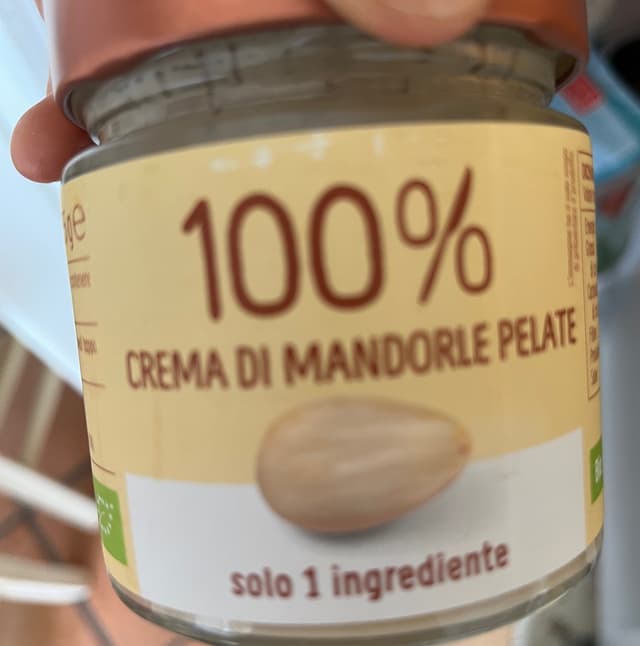 100%
CREMA DI MANDORLE PELATE
solo 1 ingrediente